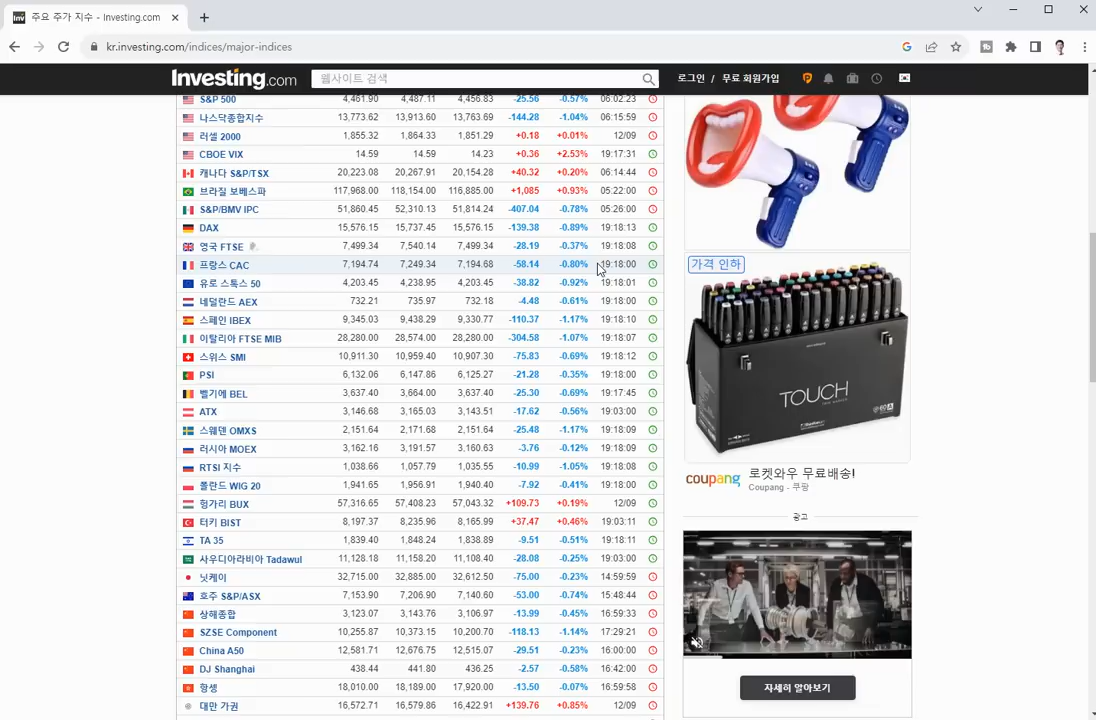 주요 주가 지수 - Investing.com
kr.investing.com/indices/major-indices
Investing.com 웹사이트 검색 로그인 / 무료 회원가입
S&P 500 4,461.90 4,487.11 4,456.83 -25.56 -0.57% 06:02:23
나스닥종합지수 13,773.62 13,913.60 13,763.69 -144.28 -1.04% 06:15:59
러셀 2000 1,855.32 1,864.33 1,851.29 +0.18 +0.01% 12/09
CBOE VIX 14.59 14.59 14.23 +0.36 +2.53% 19:17:31
캐나다 S&P/TSX 20,223.08 20,267.91 20,154.28 +40.32 +0.20% 06:14:44
브라질 보베스파 117,968.00 118,154.00 116,885.00 +1,085 +0.93% 05:22:00
S&P/BMV IPC 51,860.45 52,310.13 51,814.24 -407.04 -0.78% 05:26:00
DAX 15,576.15 15,737.45 15,576.15 -139.38 -0.89% 19:18:13
영국 FTSE 7,499.34 7,540.14 7,499.34 -28.19 -0.37% 19:18:08
프랑스 CAC 7,194.74 7,249.34 7,194.68 -58.14 -0.80% 19:18:00
유로 스톡스 50 4,203.45 4,238.95 4,203.45 -38.82 -0.92% 19:18:01
네덜란드 AEX 732.21 735.97 732.18 -4.48 -0.61% 19:18:00
스페인 IBEX 9,345.03 9,438.29 9,330.77 -110.37 -1.17% 19:18:10
이탈리아 FTSE MIB 28,280.00 28,574.00 28,280.00 -304.58 -1.07% 19:18:07
스위스 SMI 10,911.30 10,959.40 10,907.30 -75.83 -0.69% 19:18:12
PSI 6,132.06 6,147.86 6,125.27 -21.28 -0.35% 19:18:00
벨기에 BEL 3,637.40 3,664.00 3,637.40 -25.30 -0.69% 19:17:45
ATX 3,146.68 3,165.03 3,143.51 -17.62 -0.56% 19:03:00
스웨덴 OMXS 2,151.64 2,171.68 2,151.64 -25.48 -1.17% 19:18:09
러시아 MOEX 3,162.16 3,191.57 3,160.63 -3.76 -0.12% 19:18:09
RTSI 지수 1,038.66 1,057.79 1,035.55 -10.99 -1.05% 19:18:08
폴란드 WIG 20 1,941.65 1,956.91 1,940.40 -7.92 -0.41% 19:18:00
헝가리 BUX 57,316.65 57,408.23 57,043.32 +109.73 +0.19% 12/09
터키 BIST 8,197.37 8,235.96 8,165.99 +37.47 +0.46% 19:03:11
TA 35 1,839.40 1,848.24 1,838.89 -9.51 -0.51% 19:18:11
사우디아라비아 Tadawul 11,128.18 11,158.20 11,108.40 -28.08 -0.25% 19:03:00
닛케이 32,715.00 32,885.00 32,612.50 -75.00 -0.23% 14:59:59
호주 S&P/ASX 7,153.90 7,206.90 7,140.60 -53.00 -0.74% 15:48:44
상해종합 3,123.07 3,143.76 3,106.97 -13.99 -0.45% 16:59:33
SZSE Component 10,255.87 10,373.15 10,200.70 -118.13 -1.14% 17:29:21
China A50 12,581.71 12,676.75 12,515.07 -29.51 -0.23% 16:00:00
DJ Shanghai 438.44 441.80 436.25 -2.57 -0.58% 16:42:00
항셍 18,010.00 18,189.00 17,920.00 -13.50 -0.07% 16:59:58
대만 가권 16,572.71 16,579.86 16,422.91 +139.76 +0.85% 12/09
가격 인하
TOUCH
coupang 로켓와우 무료배송!
Coupang - 쿠팡
광고
자세히 알아보기